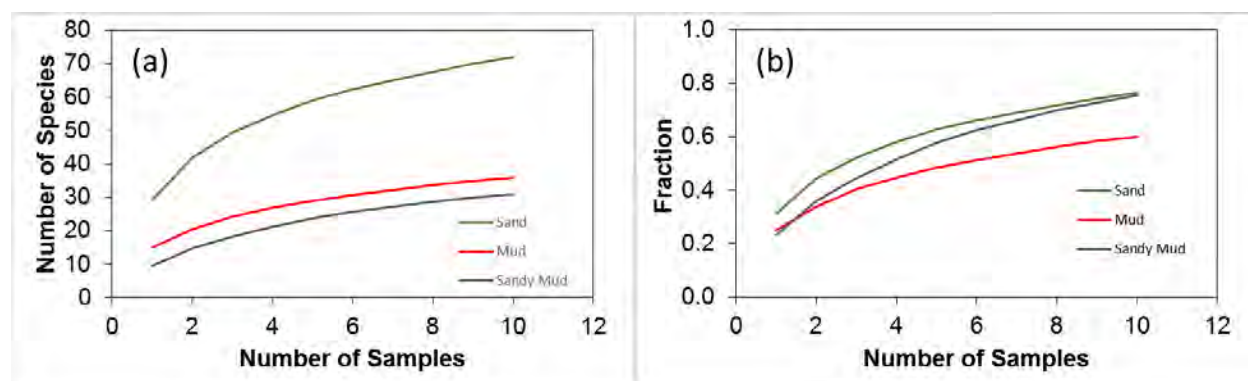 (a)
Number of Species
80
70
60
50
40
30
20
10
0
0 2 4 6 8 10 12
Number of Samples
Sand
Mud
Sandy Mud
(b)
Fraction
1.0
0.8
0.6
0.4
0.2
0.0
0 2 4 6 8 10 12
Number of Samples
Sand
Mud
Sandy Mud